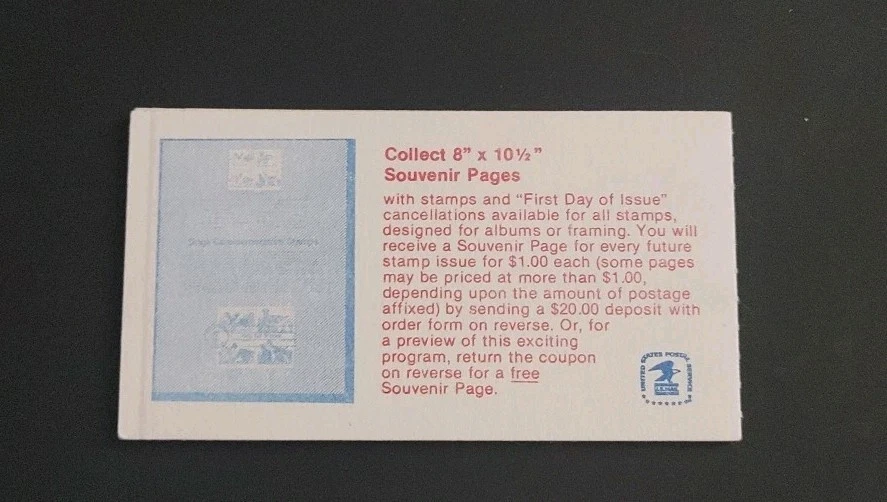 Collect 8" x 10½"
Souvenir Pages
with stamps and "First Day of Issue"
cancellations available for all stamps,
designed for albums or framing. You will
receive a Souvenir Page for every future
stamp issue for $1.00 each (some pages
may be priced at more than $1.00,
depending upon the amount of postage
affixed) by sending a $20.00 deposit with
order form on reverse. Or, for
a preview of this exciting
program, return the coupon
on reverse for a free
Souvenir Page.
UNITED STATES POSTAL SERVICE
U.S. MAIL